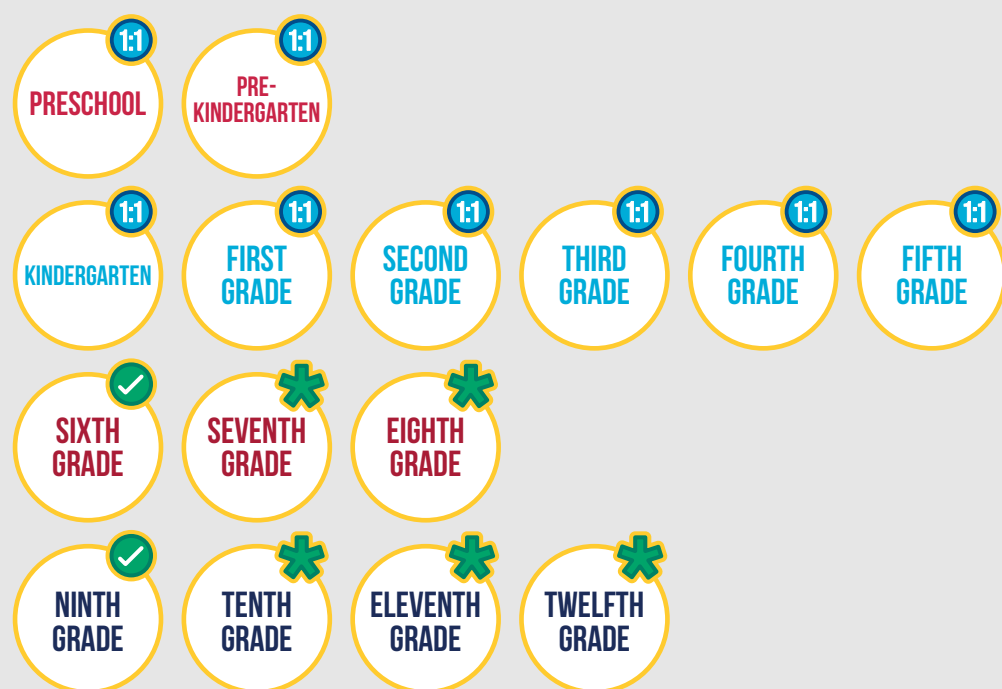 1:1 1:1
PRESCHOOL
PRE-
KINDERGARTEN
1:1 1:1 1:1 1:1 1:1 1:1
KINDERGARTEN
FIRST
GRADE
SECOND
GRADE
THIRD
GRADE
FOURTH
GRADE
FIFTH
GRADE
SIXTH
GRADE
SEVENTH
GRADE
EIGHTH
GRADE
NINTH
GRADE
TENTH
GRADE
ELEVENTH
GRADE
TWELFTH
GRADE